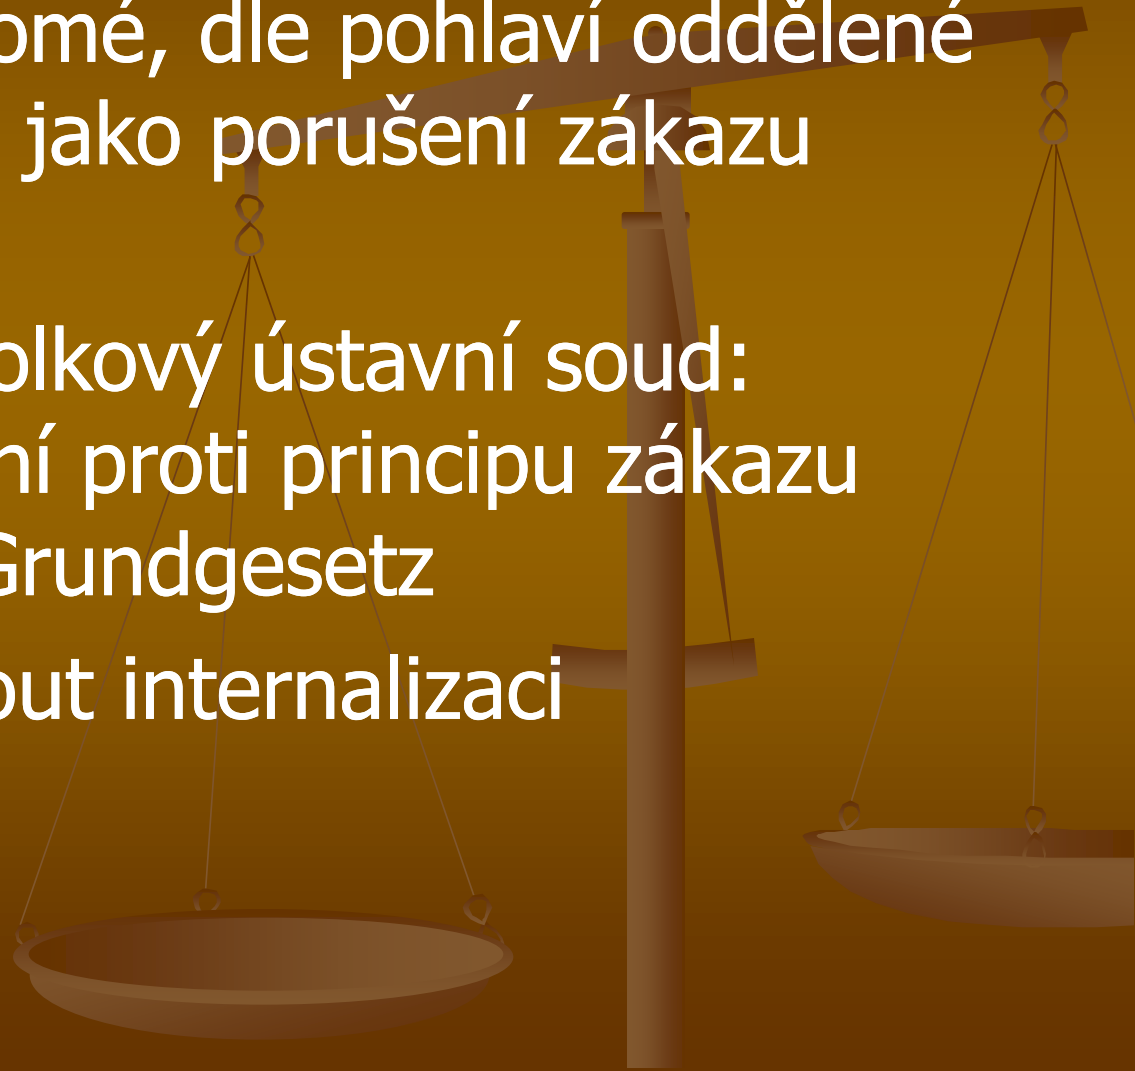 omé, dle pohlaví oddělené
jako porušení zákazu
olkový ústavní soud:
ní proti principu zákazu
Grundgesetz
out internalizaci